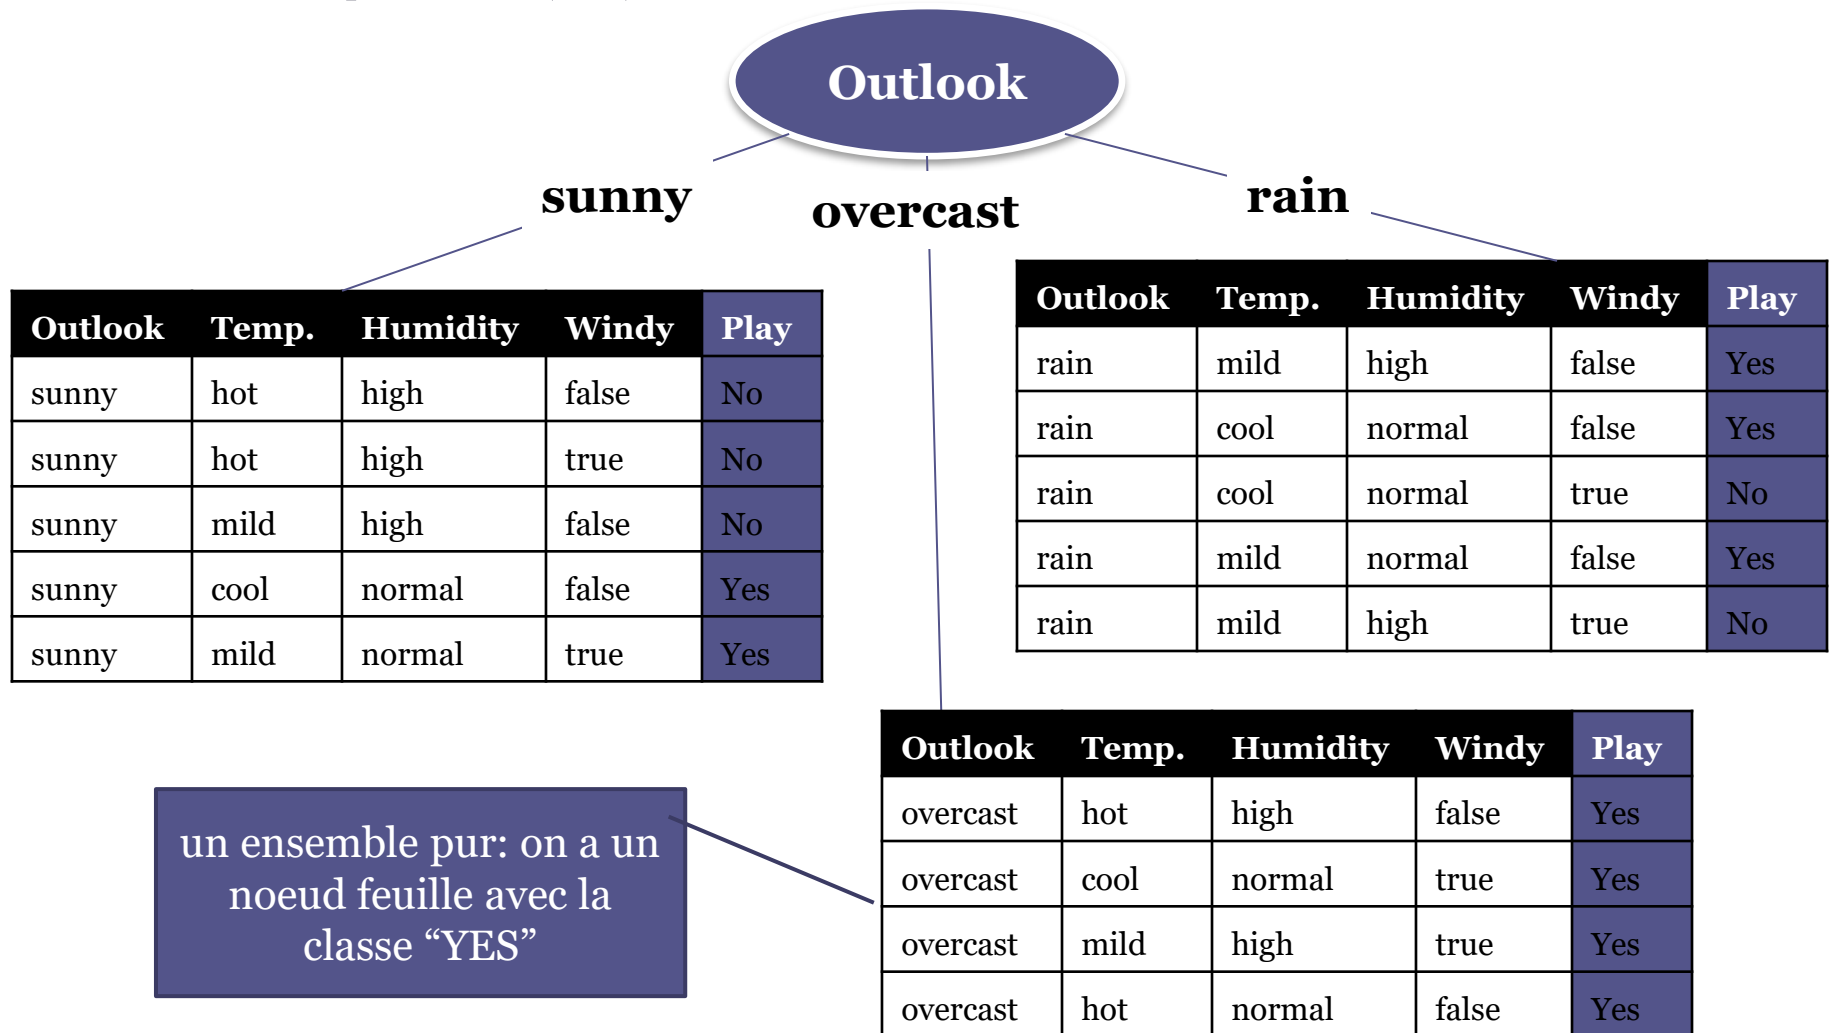 Outlook
sunny
overcast
rain
Outlook Temp. Humidity Windy Play
sunny hot high false No
sunny hot high true No
sunny mild high false No
sunny cool normal false Yes
sunny mild normal true Yes
Outlook Temp. Humidity Windy Play
rain mild high false Yes
rain cool normal false Yes
rain cool normal true No
rain mild normal false Yes
rain mild high true No
Outlook Temp. Humidity Windy Play
overcast hot high false Yes
overcast cool normal true Yes
overcast mild high true Yes
overcast hot normal false Yes
un ensemble pur: on a un
noeud feuille avec la
classe “YES”